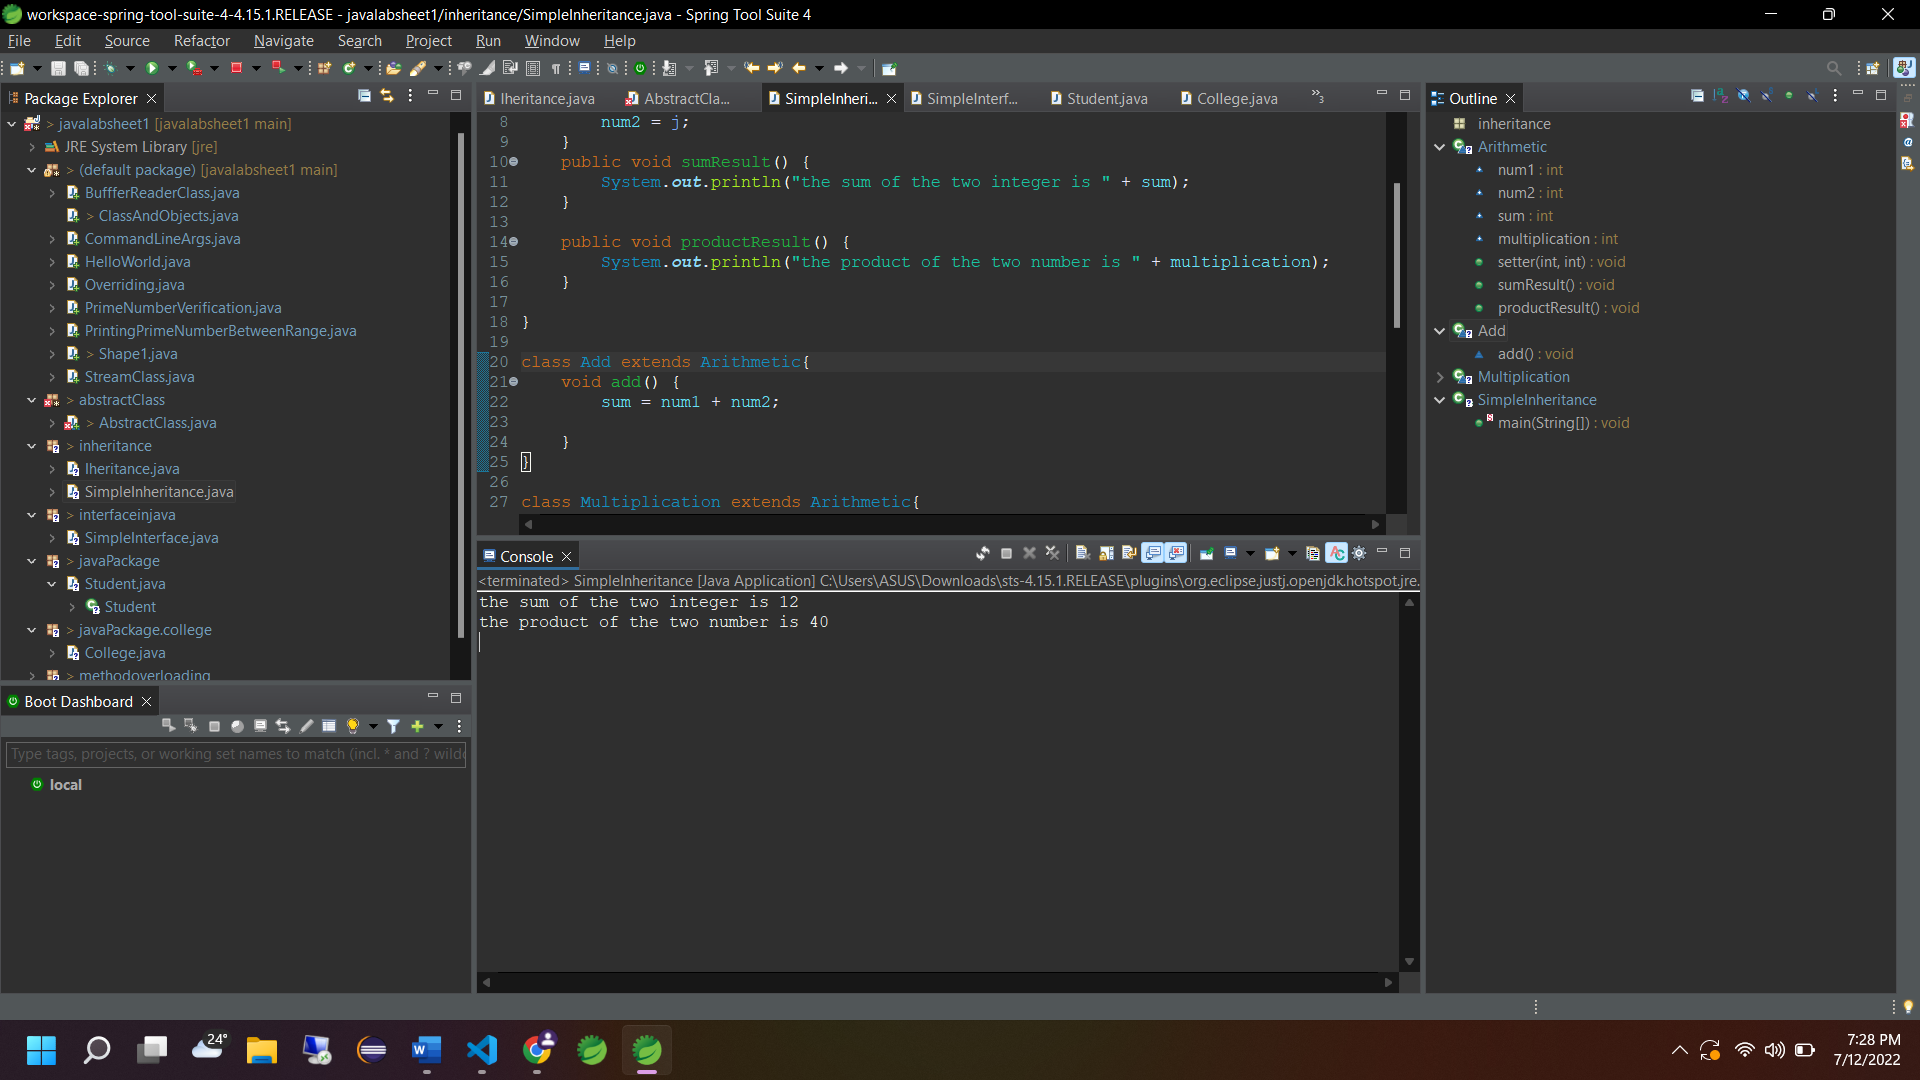 workspace-spring-tool-suite-4-4.15.1.RELEASE - javalabsheet1/inheritance/SimpleInheritance.java - Spring Tool Suite 4
File Edit Source Refactor Navigate Search Project Run Window Help
Package Explorer
> javalabsheet1 [javalabsheet1 main]
JRE System Library [jre]
> (default package) [javalabsheet1 main]
BuffferReaderClass.java
> ClassAndObjects.java
CommandLineArgs.java
HelloWorld.java
Overriding.java
PrimeNumberVerification.java
PrintingPrimeNumberBetweenRange.java
> Shape1.java
StreamClass.java
> abstractClass
> AbstractClass.java
> inheritance
Iheritance.java
SimpleInheritance.java
> interfaceinjava
SimpleInterface.java
> javaPackage
Student.java
Student
> javaPackage.college
College.java
> methodoverloading
Boot Dashboard
Type tags, projects, or working set names to match (incl. * and ? wildc
local
Iheritance.java AbstractCla... SimpleInheri... SimpleInterf... Student.java College.java »3
8 num2 = j;
9 }
10 public void sumResult() {
11 System.out.println("the sum of the two integer is " + sum);
12 }
13
14 public void productResult() {
15 System.out.println("the product of the two number is " + multiplication);
16 }
17
18 }
19
20 class Add extends Arithmetic{
21 void add() {
22 sum = num1 + num2;
23
24 }
25 }
26
27 class Multiplication extends Arithmetic{
Console
<terminated> SimpleInheritance [Java Application] C:\Users\ASUS\Downloads\sts-4.15.1.RELEASE\plugins\org.eclipse.justj.openjdk.hotspot.jre.
the sum of the two integer is 12
the product of the two number is 40
Outline
inheritance
Arithmetic
num1 : int
num2 : int
sum : int
multiplication : int
setter(int, int) : void
sumResult() : void
productResult() : void
Add
add() : void
Multiplication
SimpleInheritance
main(String[]) : void
24°
7:28 PM
7/12/2022